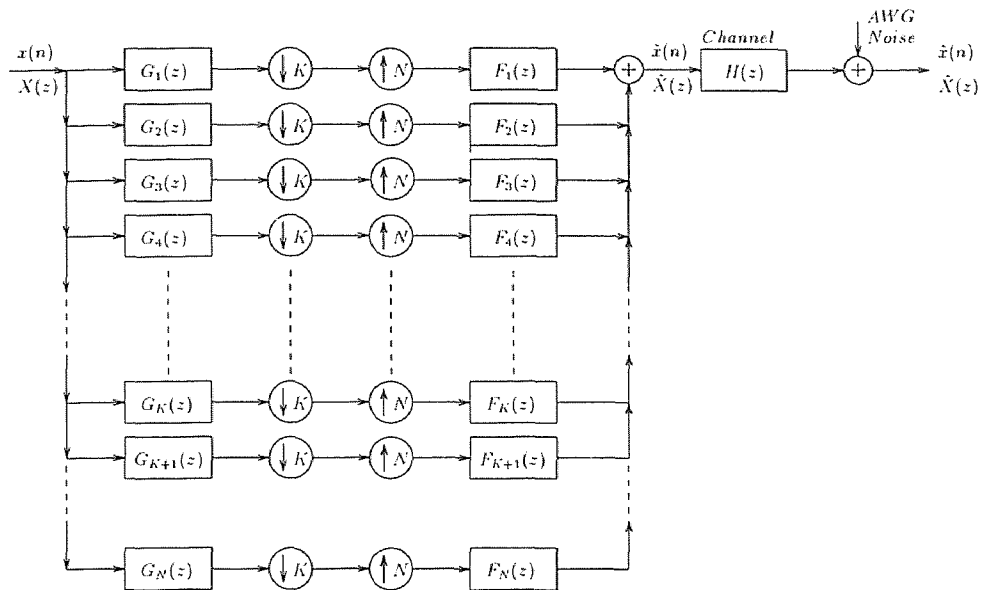 x(n)
X(z)
G₁(z) ↓ K ↑ N F₁(z) +
x̃(n)
X̃(z)
Channel
H(z)
AWG
Noise
+
x̂(n)
X̂(z)
G₂(z) ↓ K ↑ N F₂(z)
G₃(z) ↓ K ↑ N F₃(z)
G₄(z) ↓ K ↑ N F₄(z)
G_K(z) ↓ K ↑ N F_K(z)
G_{K+1}(z) ↓ K ↑ N F_{K+1}(z)
G_N(z) ↓ K ↑ N F_N(z)